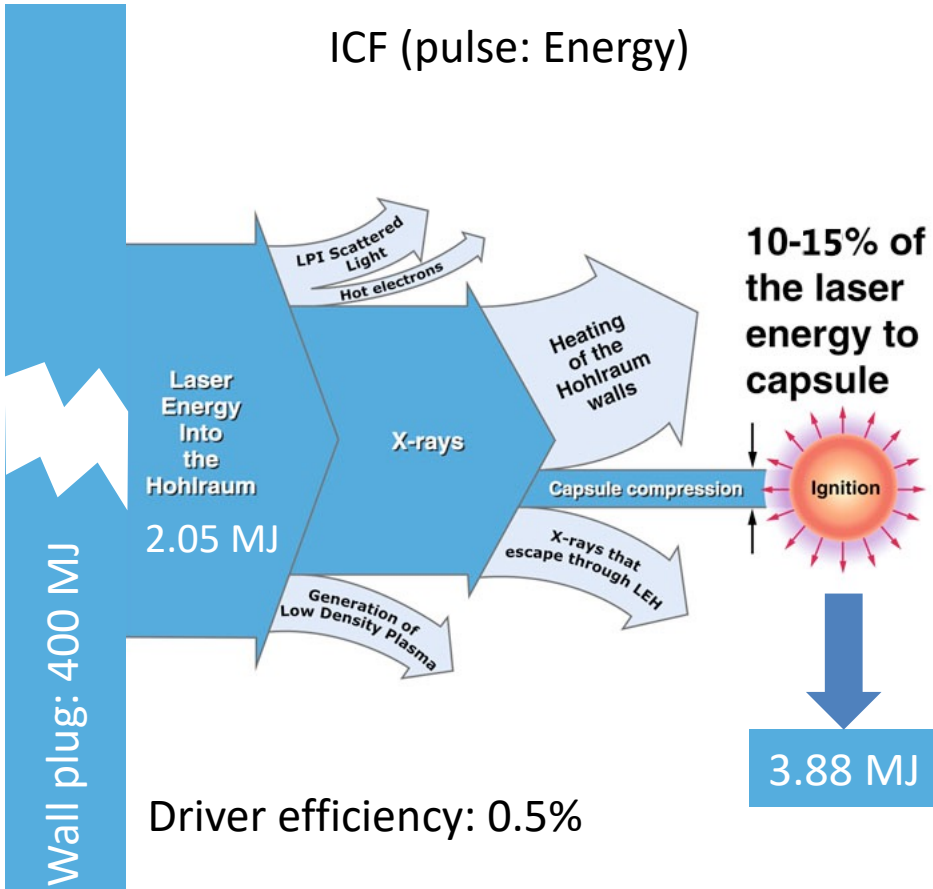 ICF (pulse: Energy)
LPI Scattered
Light
Hot electrons
10-15% of
the laser
energy to
capsule
Heating
of the
Hohlraum
walls
Laser
Energy
Into
the
Hohlraum
X-rays
Capsule compression
Ignition
2.05 MJ
X-rays that
escape through LEH
Generation of
Low Density Plasma
Wall plug: 400 MJ
3.88 MJ
Driver efficiency: 0.5%